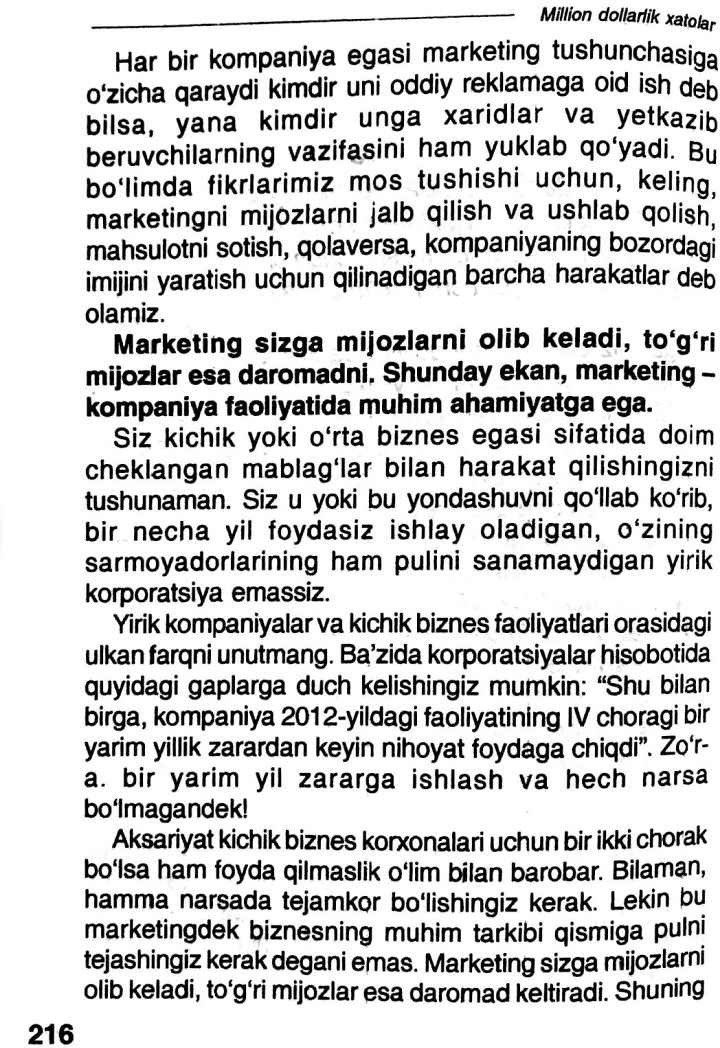 Million dollarlik xatolar
Har bir kompaniya egasi marketing tushunchasiga
o‘zicha qaraydi kimdir uni oddiy reklamaga oid ish deb
bilsa, yana kimdir unga xaridlar va yetkazib
beruvchilarning vazifasini ham yuklab qo‘yadi. Bu
bo‘limda fikrlarimiz mos tushishi uchun, keling,
marketingni mijozlarni jalb qilish va ushlab qolish,
mahsulotni sotish, qolaversa, kompaniyaning bozordagi
imijini yaratish uchun qilinadigan barcha harakatlar deb
olamiz.
Marketing sizga mijozlarni olib keladi, to‘g‘ri
mijozlar esa daromadni. Shunday ekan, marketing –
kompaniya faoliyatida muhim ahamiyatga ega.
Siz kichik yoki o‘rta biznes egasi sifatida doim
cheklangan mablag‘lar bilan harakat qilishingizni
tushunaman. Siz u yoki bu yondashuvni qo‘llab ko‘rib,
bir necha yil foydasiz ishlay oladigan, o‘zining
sarmoyadorlarining ham pulini sanamaydigan yirik
korporatsiya emassiz.
Yirik kompaniyalar va kichik biznes faoliyatlari orasidagi
ulkan farqni unutmang. Ba’zida korporatsiyalar hisobotida
quyidagi gaplarga duch kelishingiz mumkin: “Shu bilan
birga, kompaniya 2012-yildagi faoliyatining IV choragi bir
yarim yillik zarardan keyin nihoyat foydaga chiqdi”. Zo‘r-
a. bir yarim yil zararga ishlash va hech narsa
bo‘lmagandek!
Aksariyat kichik biznes korxonalari uchun bir ikki chorak
bo‘lsa ham foyda qilmaslik o‘lim bilan barobar. Bilaman,
hamma narsada tejamkor bo‘lishingiz kerak. Lekin bu
marketingdek biznesning muhim tarkibi qismiga pulni
tejashingiz kerak degani emas. Marketing sizga mijozlarni
olib keladi, to‘g‘ri mijozlar esa daromad keltiradi. Shuning
216